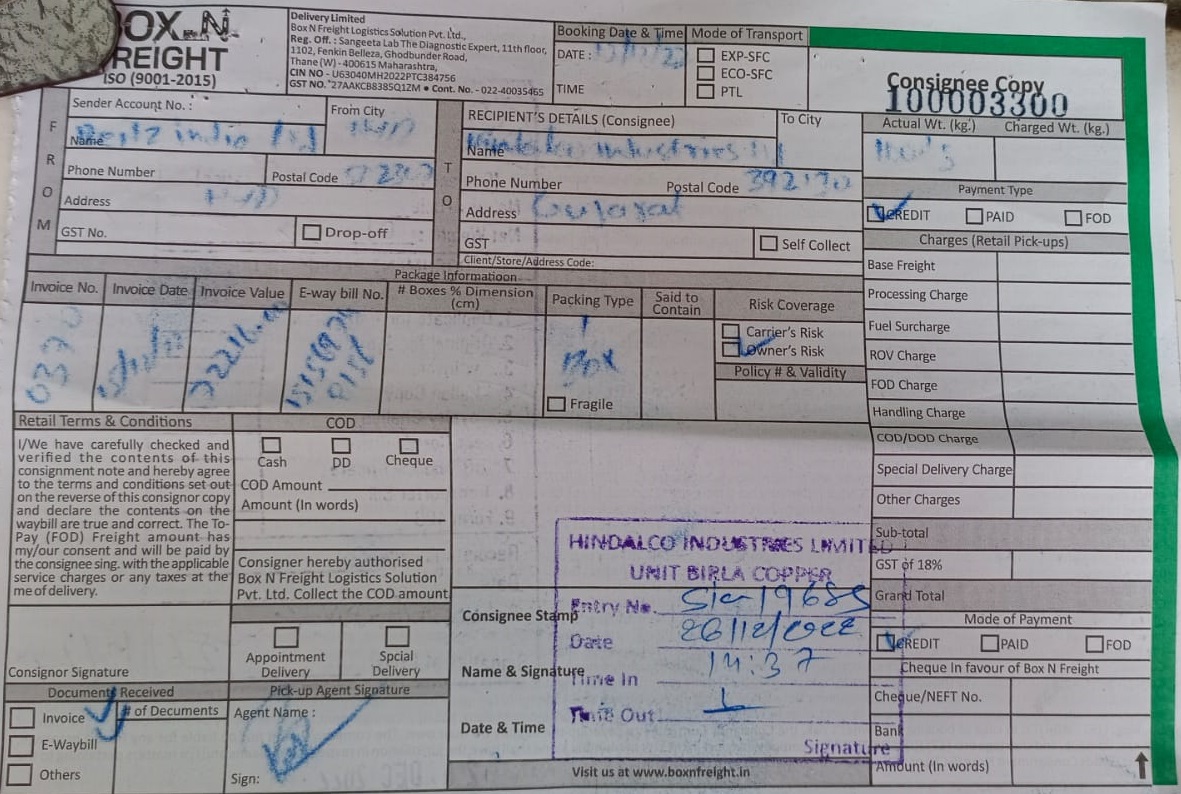 BOX N
FREIGHT
ISO (9001-2015)
Delivery Limited
Box N Freight Logistics Solution Pvt. Ltd.,
Reg. Off. : Sangeeta Lab The Diagnostic Expert, 11th floor,
1102, Fenkin Belleza, Ghodbunder Road,
Thane (W) - 400615 Maharashtra,
CIN NO - U63040MH2022PTC384756
GST NO. "27AAKCB8385Q1ZM • Cont. No. - 022-40035465
Booking Date & Time
DATE :
TIME
Mode of Transport
EXP-SFC
ECO-SFC
PTL
Consignee Copy
100003300
FROM
Sender Account No. :
From City
Name India
Phone Number
Postal Code
Address
GST No.
Drop-off
TO
RECIPIENT'S DETAILS (Consignee)
To City
Name Industries
Phone Number
Postal Code
Address Gujarat
GST
Self Collect
Client/Store/Address Code:
Actual Wt. (kg.)
Charged Wt. (kg.)
Payment Type
CREDIT
PAID
FOD
Charges (Retail Pick-ups)
Base Freight
Processing Charge
Fuel Surcharge
ROV Charge
FOD Charge
Handling Charge
COD/DOD Charge
Special Delivery Charge
Other Charges
Sub-total
GST of 18%
Grand Total
Mode of Payment
CREDIT
PAID
FOD
Cheque In favour of Box N Freight
Cheque/NEFT No.
Bank
Amount (In words)
Package Informatioon
Invoice No.
Invoice Date
Invoice Value
E-way bill No.
# Boxes % Dimension
(cm)
Packing Type
1
Box
Fragile
Said to
Contain
Risk Coverage
Carrier's Risk
Owner's Risk
Policy # & Validity
Retail Terms & Conditions
I/We have carefully checked and
verified the contents of this
consignment note and hereby agree
to the terms and conditions set out
on the reverse of this consignor copy
and declare the contents on the
waybill are true and correct. The To-
Pay (FOD) Freight amount has
my/our consent and will be paid by
the consignee sing. with the applicable
service charges or any taxes at the
me of delivery.
Consignor Signature
COD
Cash
DD
Cheque
COD Amount
Amount (In words)
Consigner hereby authorised
Box N Freight Logistics Solution
Pvt. Ltd. Collect the COD amount
Appointment
Delivery
Spcial
Delivery
Document Received
Invoice
E-Waybill
Others
# of Documents
Pick-up Agent Signature
Agent Name :
Sign:
Consignee Stamp
Name & Signature
Date & Time
HINDALCO INDUSTRIES LIMITED
UNIT BIRLA COPPER
Entry No.
Date 26/12/2022
Time In 14:37
Time Out:
Signature
Visit us at www.boxnfreight.in